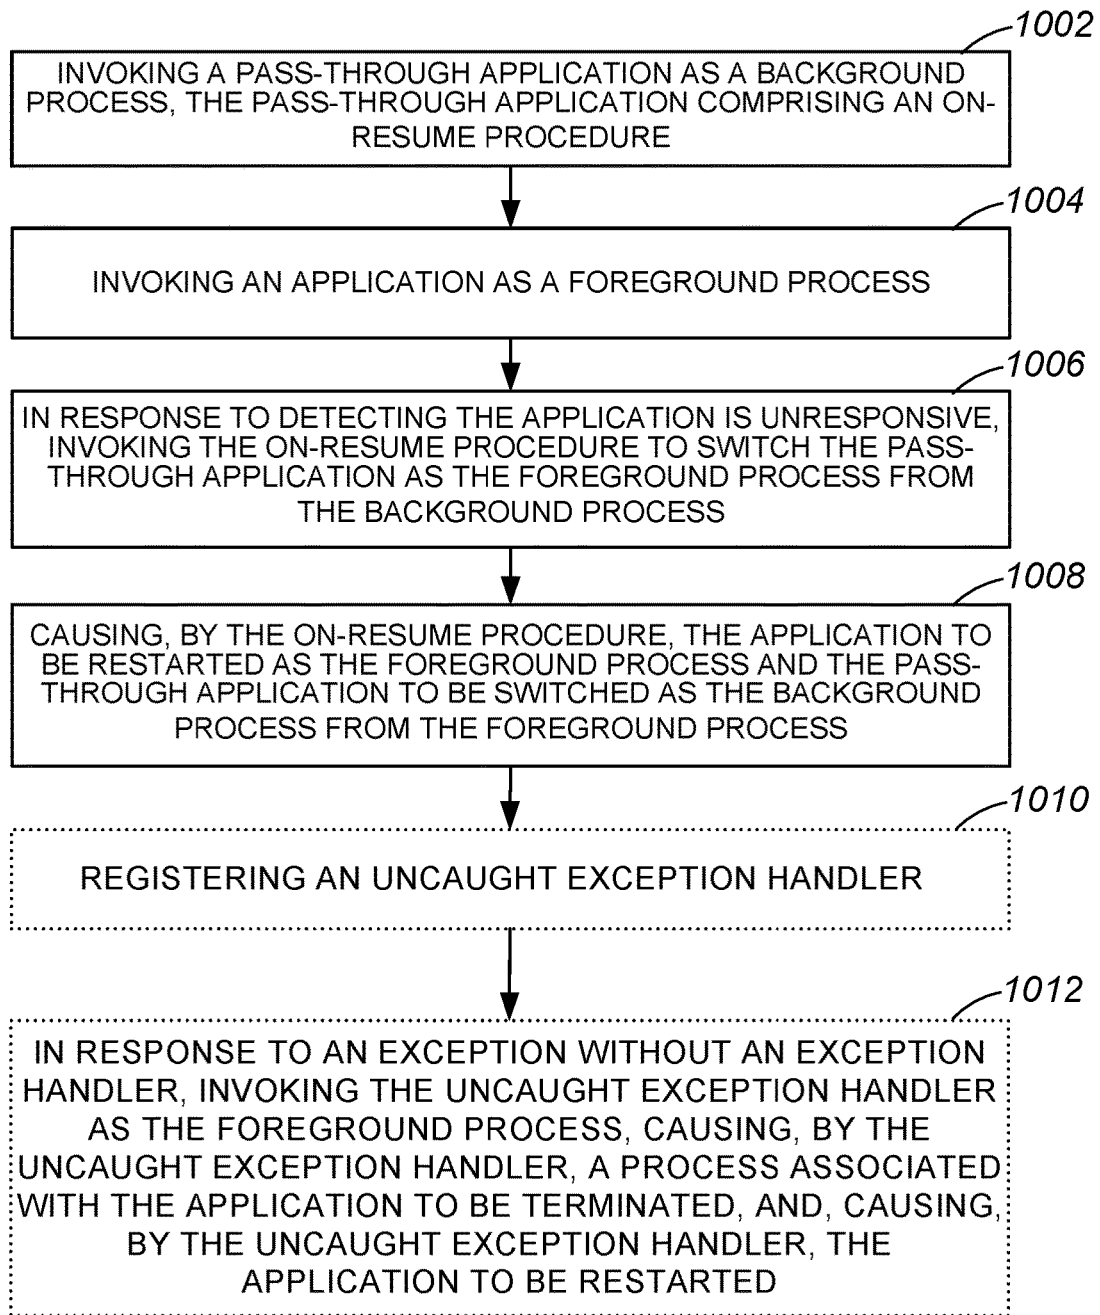 1002
INVOKING A PASS-THROUGH APPLICATION AS A BACKGROUND
PROCESS, THE PASS-THROUGH APPLICATION COMPRISING AN ON-
RESUME PROCEDURE
1004
INVOKING AN APPLICATION AS A FOREGROUND PROCESS
1006
IN RESPONSE TO DETECTING THE APPLICATION IS UNRESPONSIVE,
INVOKING THE ON-RESUME PROCEDURE TO SWITCH THE PASS-
THROUGH APPLICATION AS THE FOREGROUND PROCESS FROM
THE BACKGROUND PROCESS
1008
CAUSING, BY THE ON-RESUME PROCEDURE, THE APPLICATION TO
BE RESTARTED AS THE FOREGROUND PROCESS AND THE PASS-
THROUGH APPLICATION TO BE SWITCHED AS THE BACKGROUND
PROCESS FROM THE FOREGROUND PROCESS
1010
REGISTERING AN UNCAUGHT EXCEPTION HANDLER
1012
IN RESPONSE TO AN EXCEPTION WITHOUT AN EXCEPTION
HANDLER, INVOKING THE UNCAUGHT EXCEPTION HANDLER
AS THE FOREGROUND PROCESS, CAUSING, BY THE
UNCAUGHT EXCEPTION HANDLER, A PROCESS ASSOCIATED
WITH THE APPLICATION TO BE TERMINATED, AND, CAUSING,
BY THE UNCAUGHT EXCEPTION HANDLER, THE
APPLICATION TO BE RESTARTED